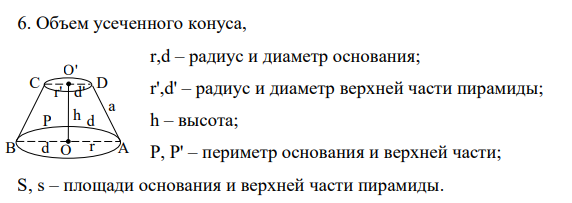 6. Объем усеченного конуса,
r,d – радиус и диаметр основания;
r',d' – радиус и диаметр верхней части пирамиды;
h – высота;
P, P' – периметр основания и верхней части;
S, s – площади основания и верхней части пирамиды.
O'
C D
r' d'
a
P h d
B d O r A